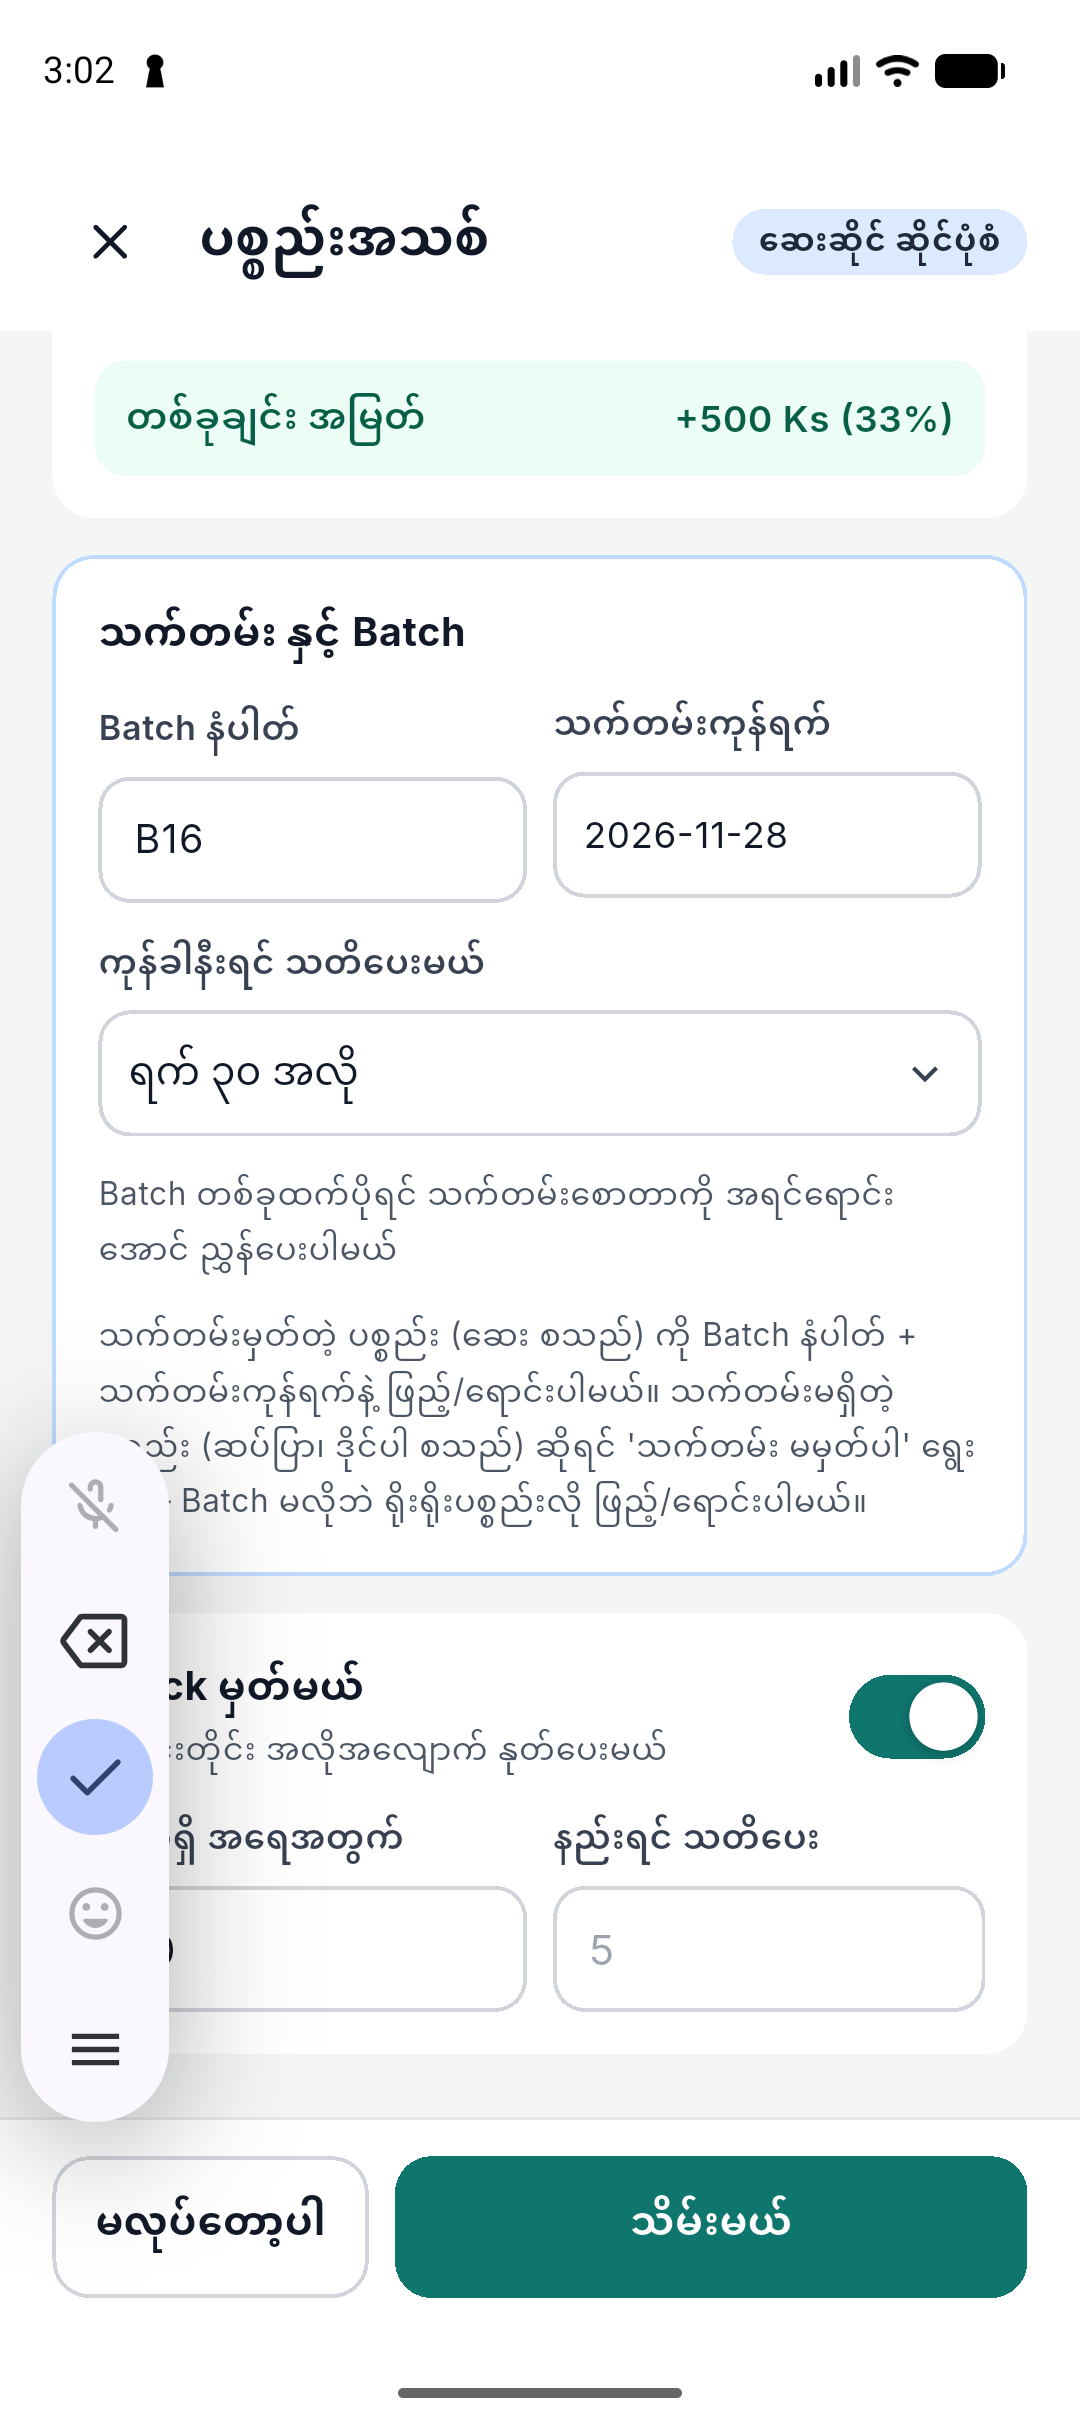 3:02
ပစ္စည်းအသစ်
ဆေးဆိုင် ဆိုင်ပုံစံ
တစ်ခုချင်း အမြတ်
+500 Ks (33%)
သက်တမ်း နှင့် Batch
Batch နံပါတ်
သက်တမ်းကုန်ရက်
B16
2026-11-28
ကုန်ခါနီးရင် သတိပေးမယ်
ရက် ၃၀ အလို
Batch တစ်ခုထက်ပိုရင် သက်တမ်းစောတာကို အရင်ရောင်း
အောင် ညွှန်ပေးပါမယ်
သက်တမ်းမှတ်တဲ့ ပစ္စည်း (ဆေး စသည်) ကို Batch နံပါတ် +
သက်တမ်းကုန်ရက်နဲ့ ဖြည့်/ရောင်းပါမယ်။ သက်တမ်းမရှိတဲ့
(ဆပ်ပြာ၊ ဒိုင်ပါ စသည်) ဆိုရင် 'သက်တမ်း မမှတ်ပါ' ရွေး
Batch မလိုဘဲ ရိုးရိုးပစ္စည်းလို ဖြည့်/ရောင်းပါမယ်။
မှတ်မယ်
အလိုအလျောက် နုတ်ပေးမယ်
အရေအတွက်
နည်းရင် သတိပေး
5
မလုပ်တော့ပါ
သိမ်းမယ်